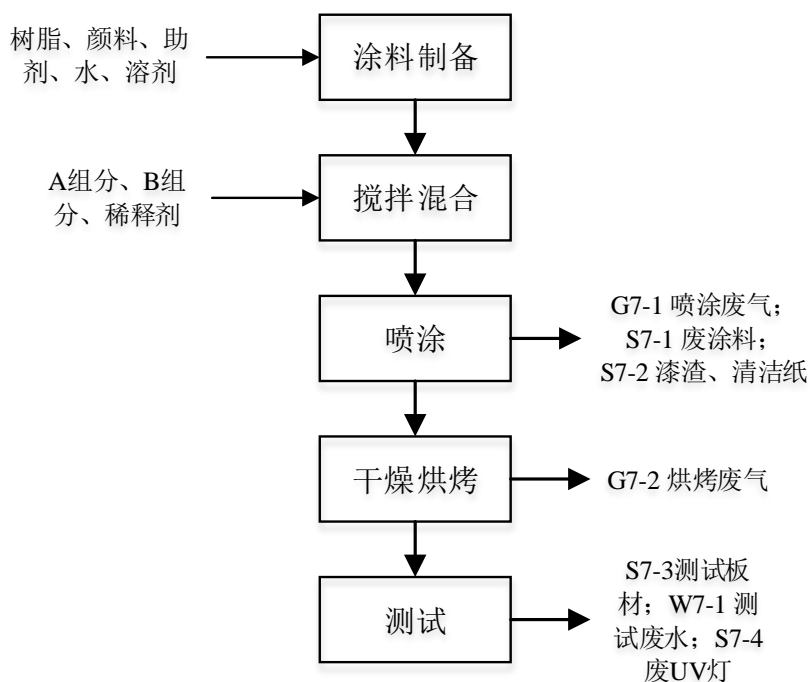 树脂、颜料、助
剂、水、溶剂
涂料制备
A组分、B组
分、稀释剂
搅拌混合
喷涂
G7-1 喷涂废气；
S7-1 废涂料；
S7-2 漆渣、清洁纸
干燥烘烤
G7-2 烘烤废气
测试
S7-3测试板
材；W7-1 测
试废水；S7-4
废UV灯